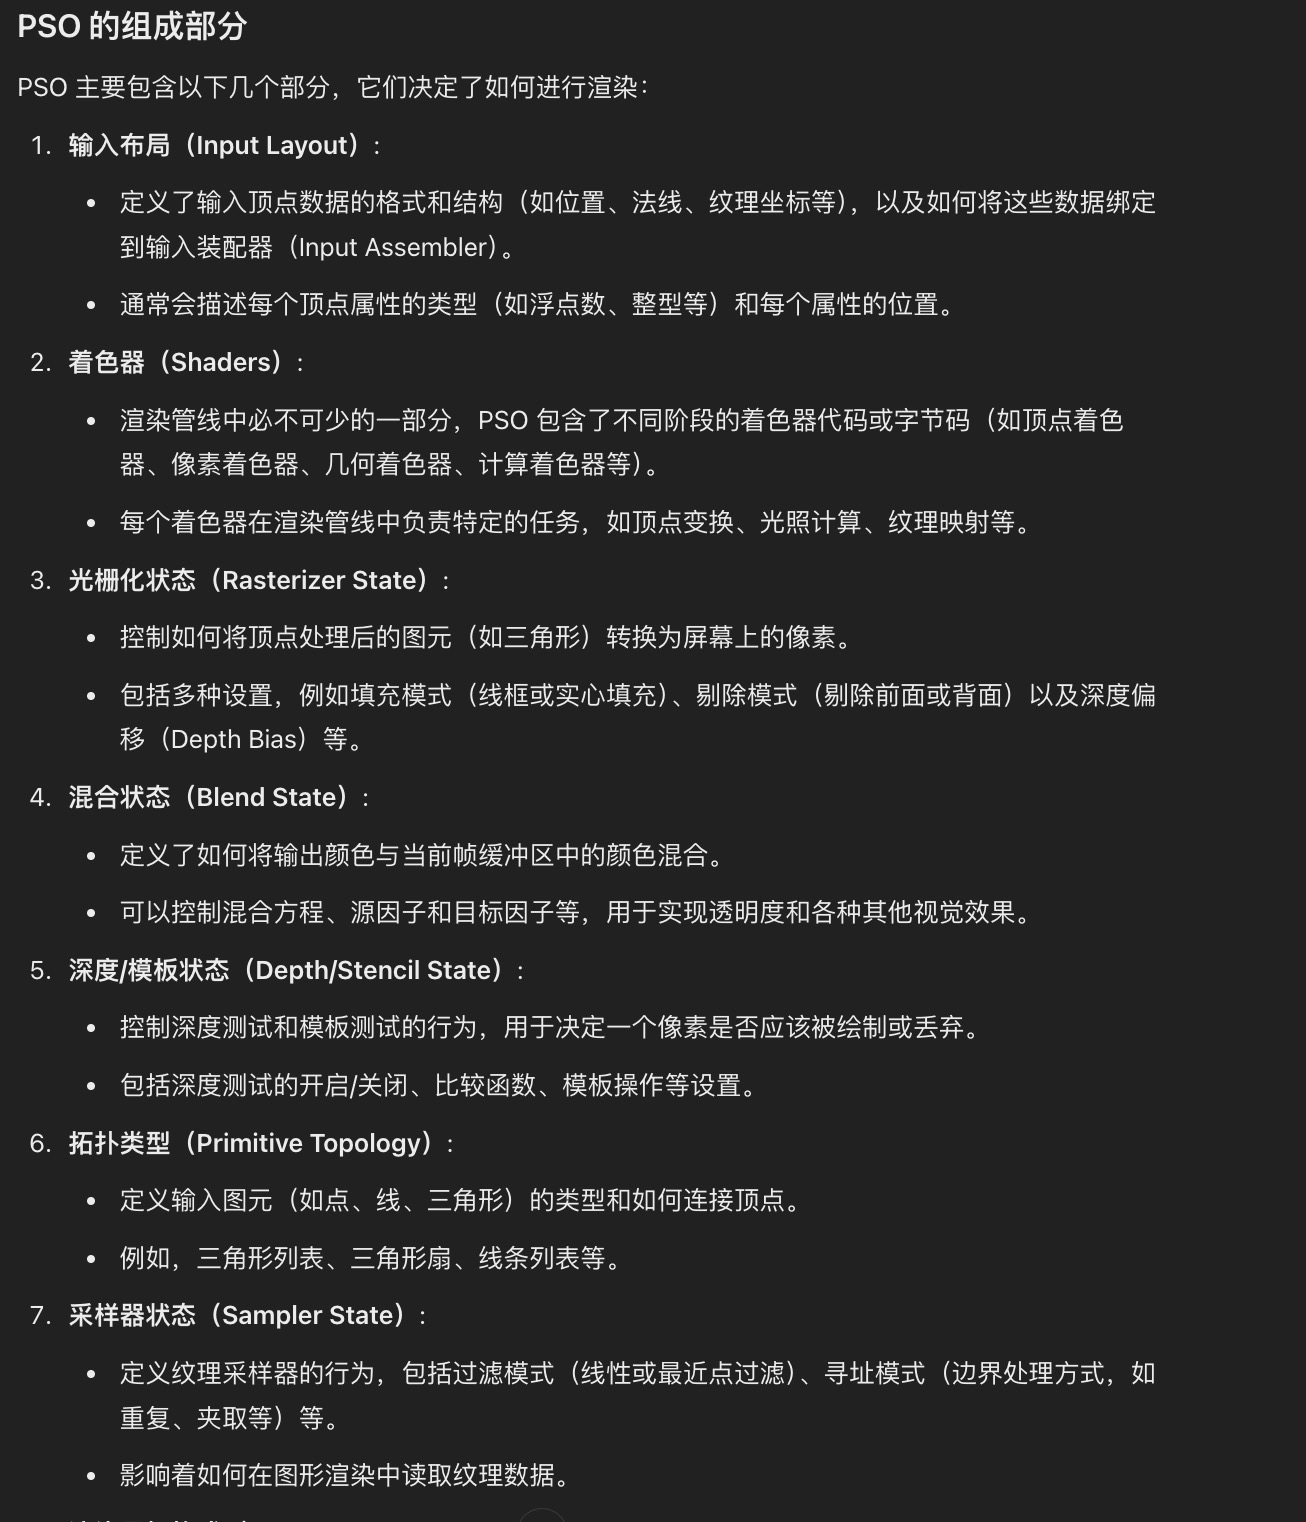 PSO 的组成部分
PSO 主要包含以下几个部分，它们决定了如何进行渲染：
1. 输入布局（Input Layout）：
• 定义了输入顶点数据的格式和结构（如位置、法线、纹理坐标等），以及如何将这些数据绑定
到输入装配器（Input Assembler）。
• 通常会描述每个顶点属性的类型（如浮点数、整型等）和每个属性的位置。
2. 着色器（Shaders）：
• 渲染管线中必不可少的一部分，PSO 包含了不同阶段的着色器代码或字节码（如顶点着色
器、像素着色器、几何着色器、计算着色器等）。
• 每个着色器在渲染管线中负责特定的任务，如顶点变换、光照计算、纹理映射等。
3. 光栅化状态（Rasterizer State）：
• 控制如何将顶点处理后的图元（如三角形）转换为屏幕上的像素。
• 包括多种设置，例如填充模式（线框或实心填充）、剔除模式（剔除前面或背面）以及深度偏
移（Depth Bias）等。
4. 混合状态（Blend State）：
• 定义了如何将输出颜色与当前帧缓冲区中的颜色混合。
• 可以控制混合方程、源因子和目标因子等，用于实现透明度和各种其他视觉效果。
5. 深度/模板状态（Depth/Stencil State）：
• 控制深度测试和模板测试的行为，用于决定一个像素是否应该被绘制或丢弃。
• 包括深度测试的开启/关闭、比较函数、模板操作等设置。
6. 拓扑类型（Primitive Topology）：
• 定义输入图元（如点、线、三角形）的类型和如何连接顶点。
• 例如，三角形列表、三角形扇、线条列表等。
7. 采样器状态（Sampler State）：
• 定义纹理采样器的行为，包括过滤模式（线性或最近点过滤）、寻址模式（边界处理方式，如
重复、夹取等）等。
• 影响着如何在图形渲染中读取纹理数据。